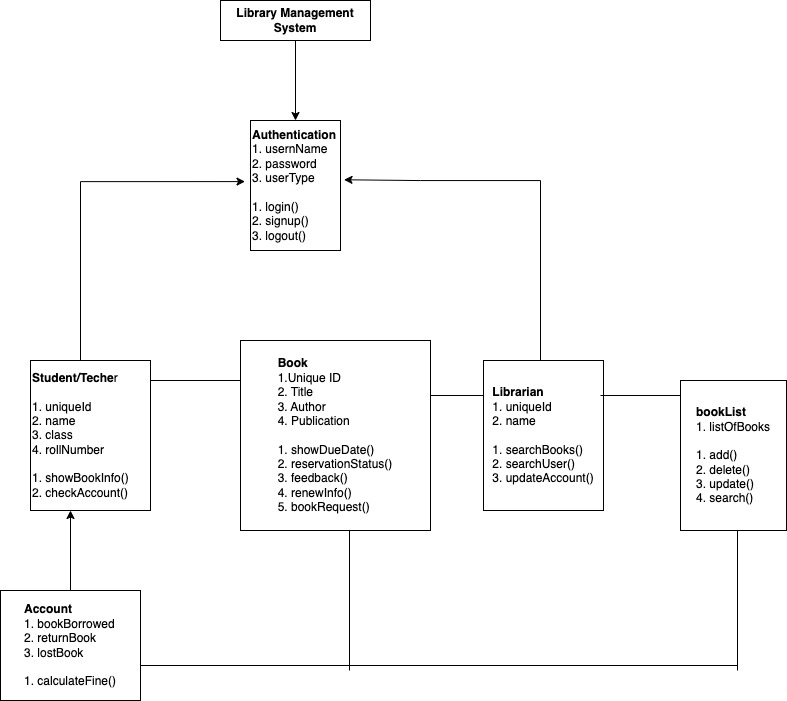 Library Management
System
Authentication
1. usernName
2. password
3. userType
1. login()
2. signup()
3. logout()
Student/Techer
1. uniqueId
2. name
3. class
4. rollNumber
1. showBookInfo()
2. checkAccount()
Book
1.Unique ID
2. Title
3. Author
4. Publication
1. showDueDate()
2. reservationStatus()
3. feedback()
4. renewInfo()
5. bookRequest()
Librarian
1. uniqueId
2. name
1. searchBooks()
2. searchUser()
3. updateAccount()
bookList
1. listOfBooks
1. add()
2. delete()
3. update()
4. search()
Account
1. bookBorrowed
2. returnBook
3. lostBook
1. calculateFine()